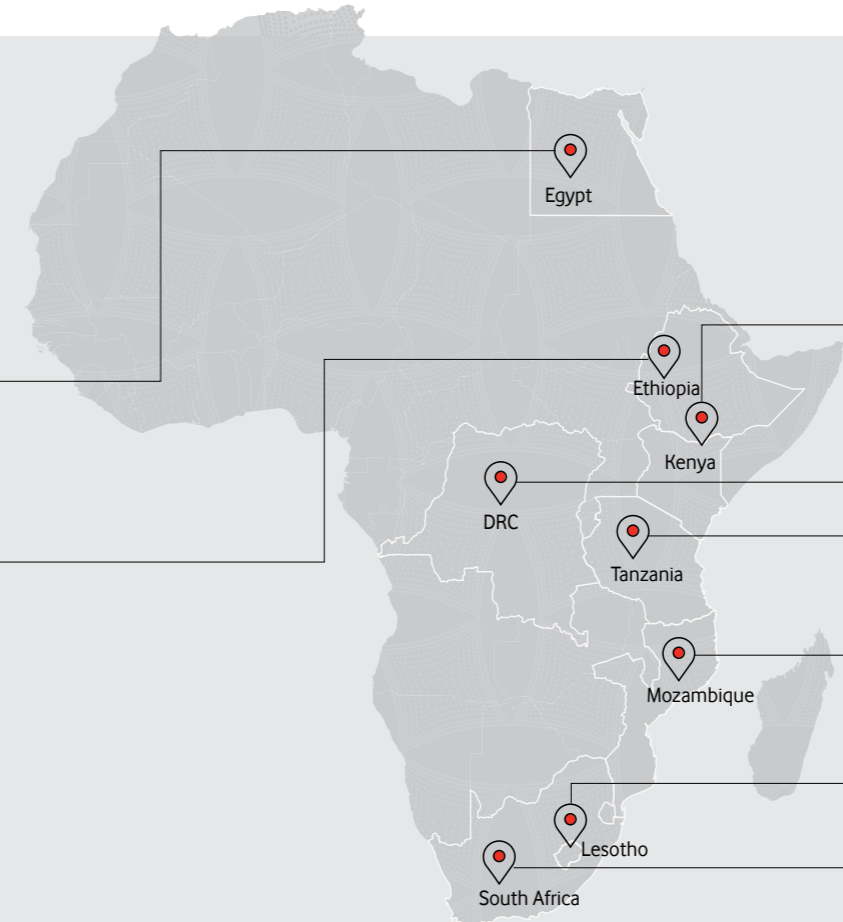 Egypt
Ethiopia
Kenya
DRC
Tanzania
Mozambique
Lesotho
South Africa